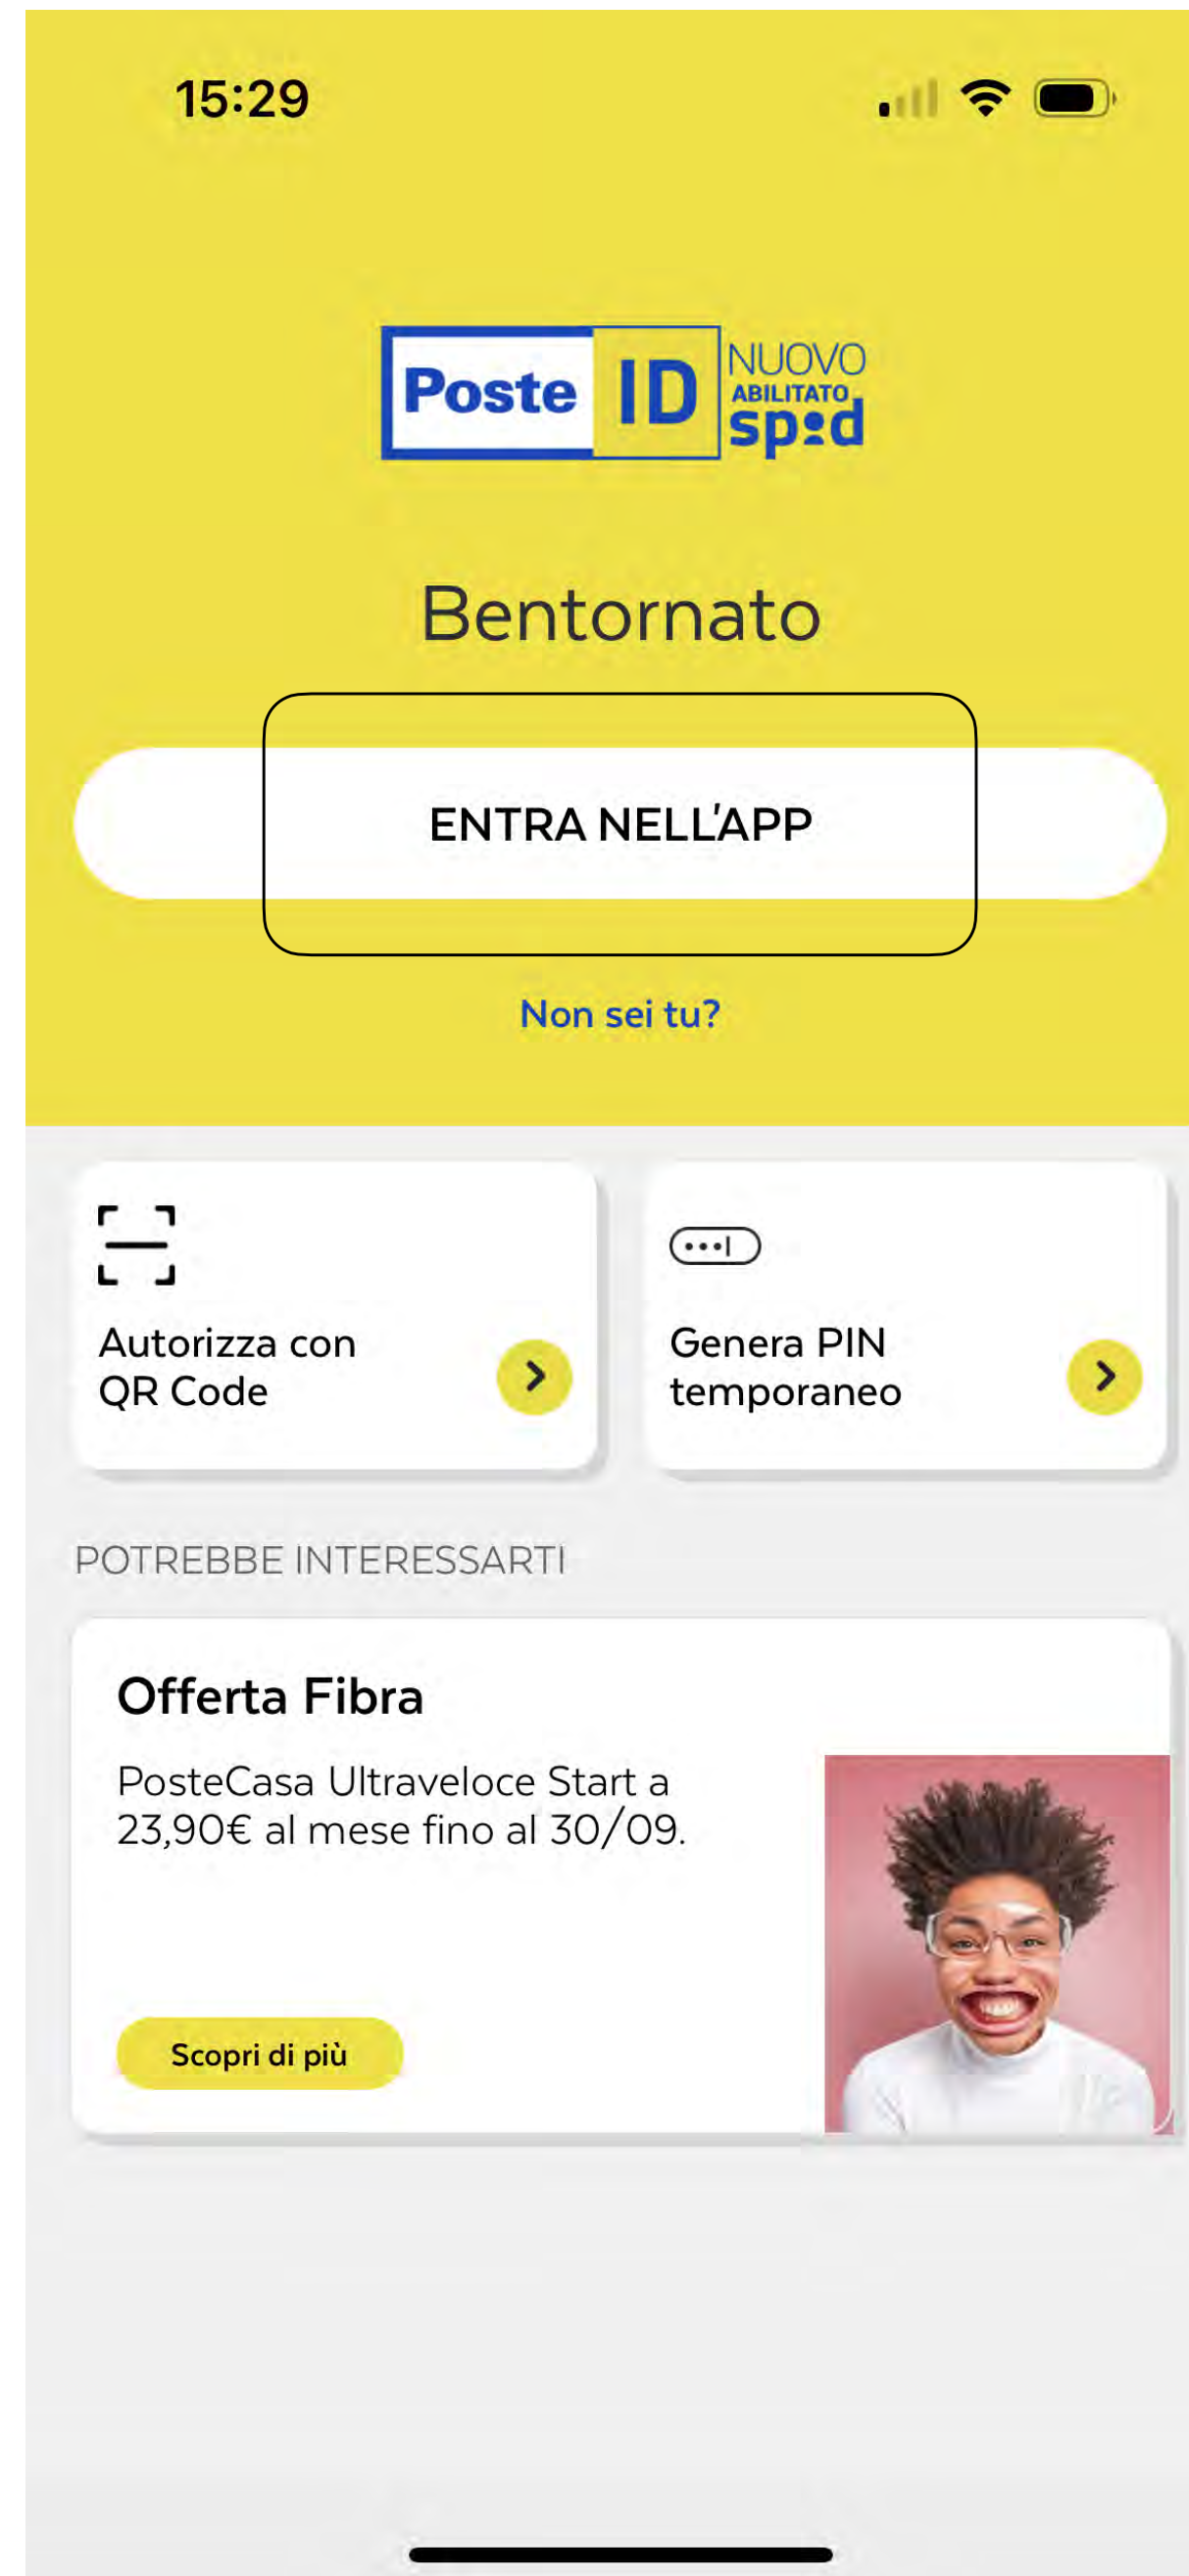 15:29
Poste ID NUOVO
ABILITATO
spid
Bentornato
ENTRA NELL'APP
Non sei tu?
Autorizza con
QR Code
Genera PIN
temporaneo
POTREBBE INTERESSARTI
Offerta Fibra
PosteCasa Ultraveloce Start a
23,90€ al mese fino al 30/09.
Scopri di più